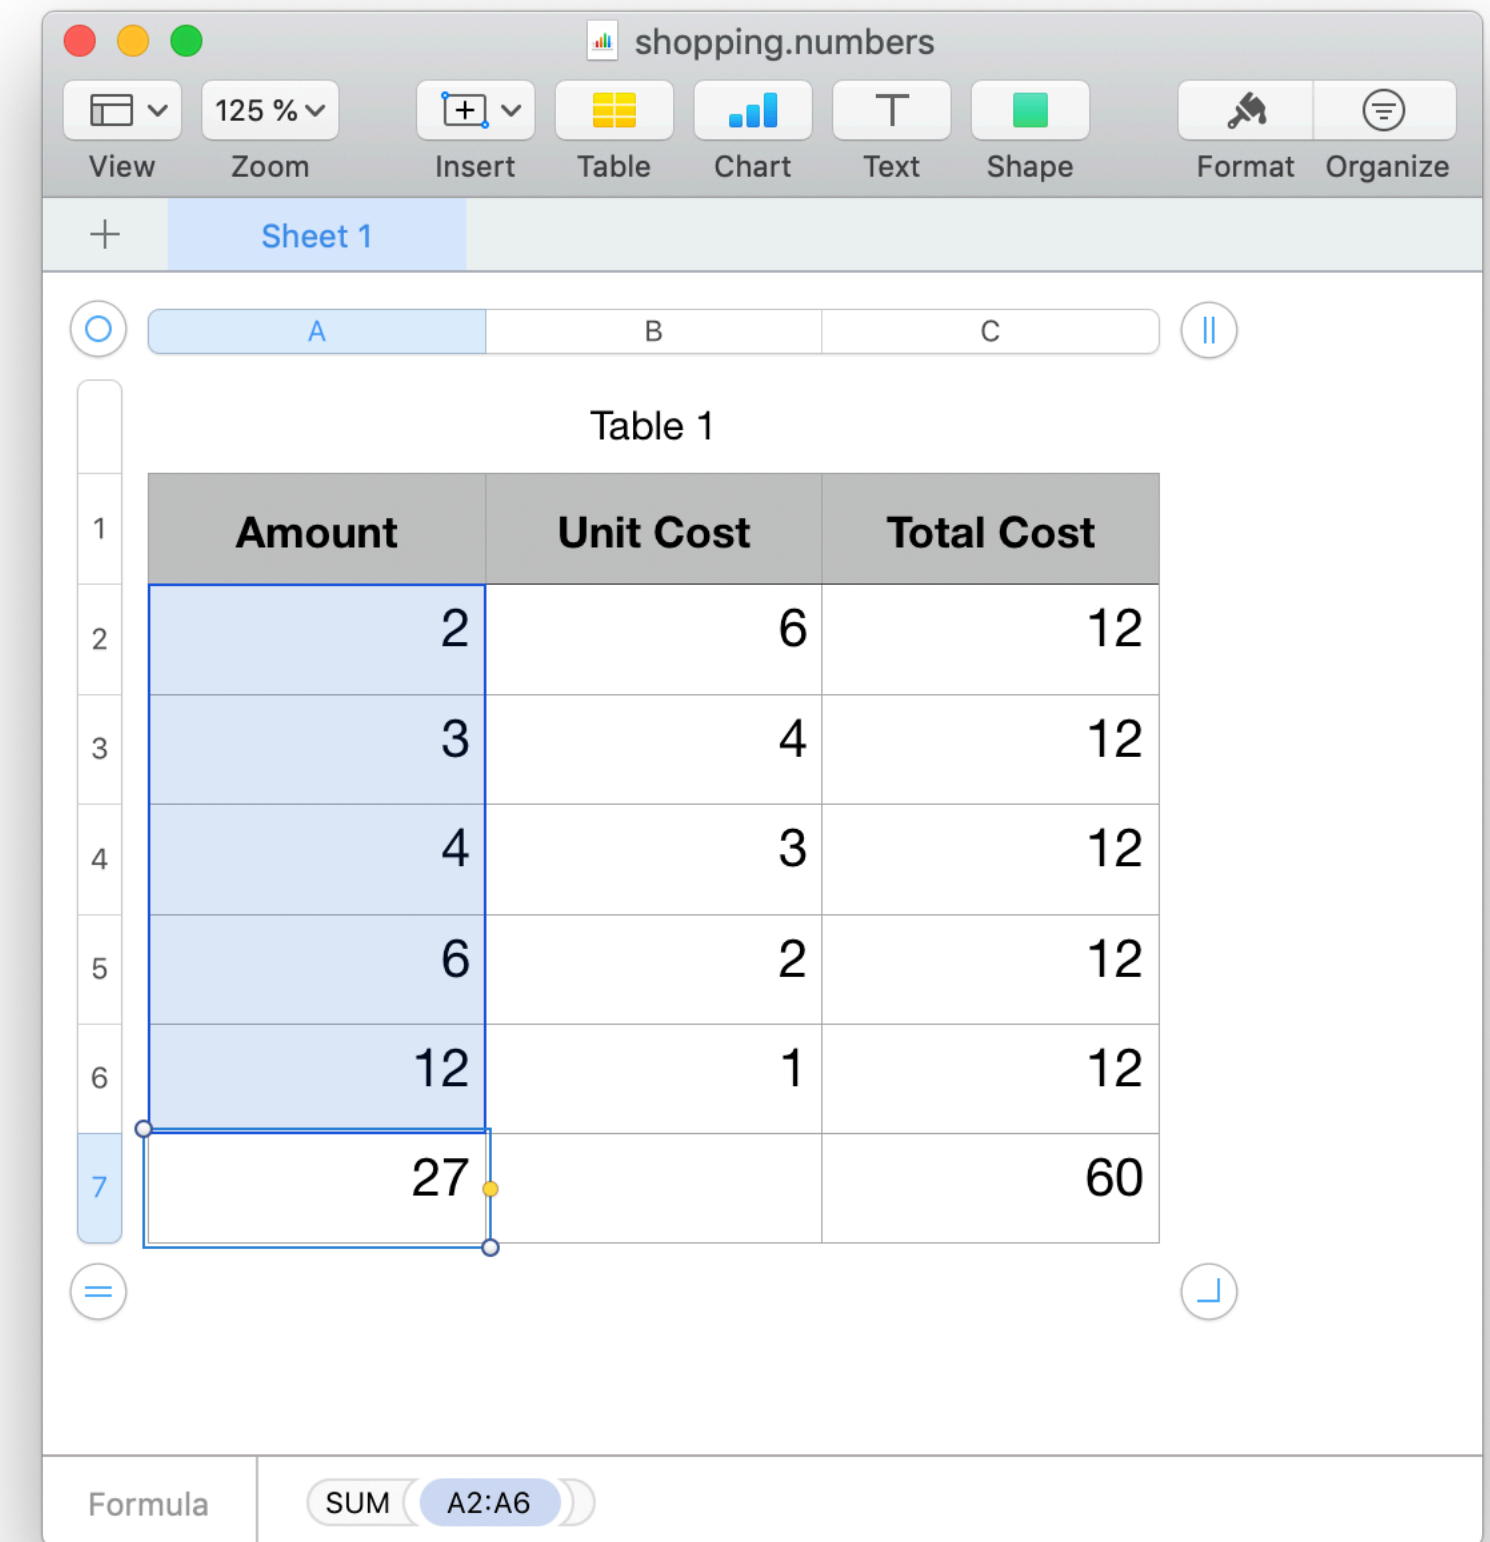 shopping.numbers
125 %
View Zoom Insert Table Chart Text Shape Format Organize
Sheet 1
A B C
Table 1
1 Amount Unit Cost Total Cost
2 2 6 12
3 3 4 12
4 4 3 12
5 6 2 12
6 12 1 12
7 27 60
Formula SUM ( A2:A6 )